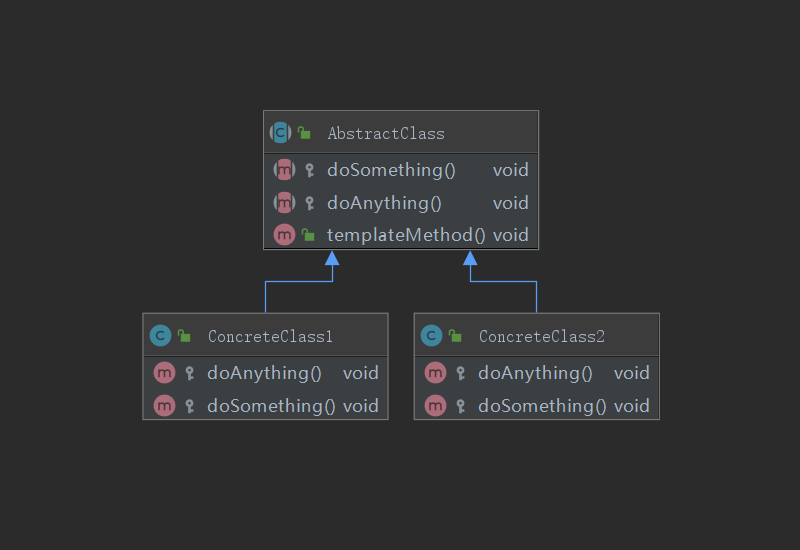 AbstractClass
doSomething() void
doAnything() void
templateMethod() void
ConcreteClass1
doAnything() void
doSomething() void
ConcreteClass2
doAnything() void
doSomething() void